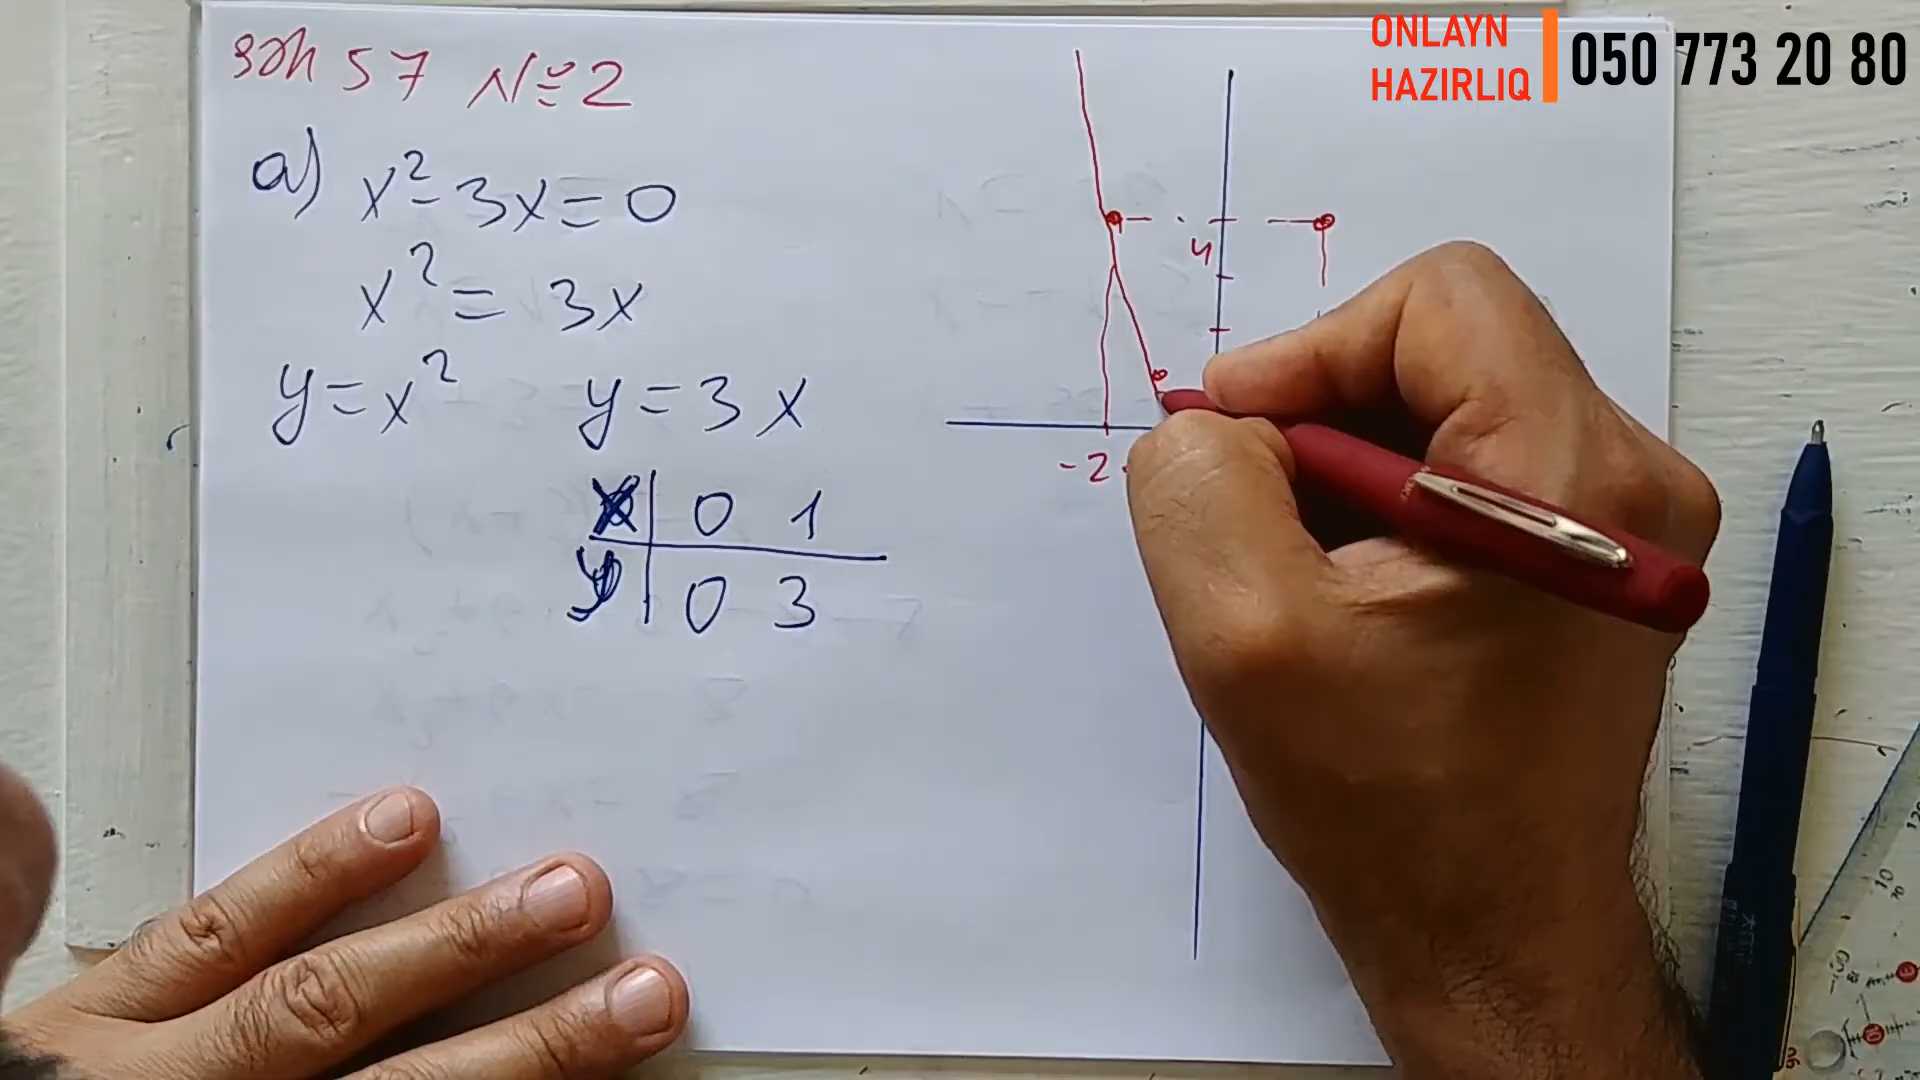 səh 57 №2
a) x² - 3x = 0
x² = 3x
y = x² y = 3x
x | 0 1
y | 0 3
4
-2
ONLAYN
HAZIRLIQ
050 773 20 80